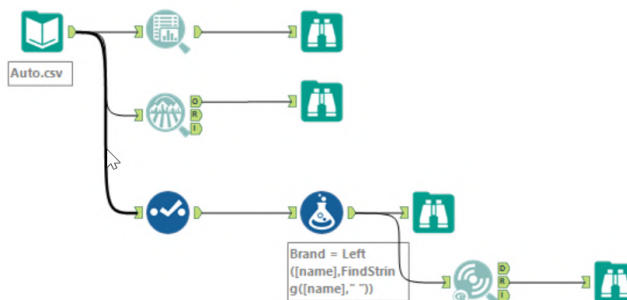 Auto.csv
O
R
I
Brand = Left
([name],FindStrin
g([name]," "))
D
R
I